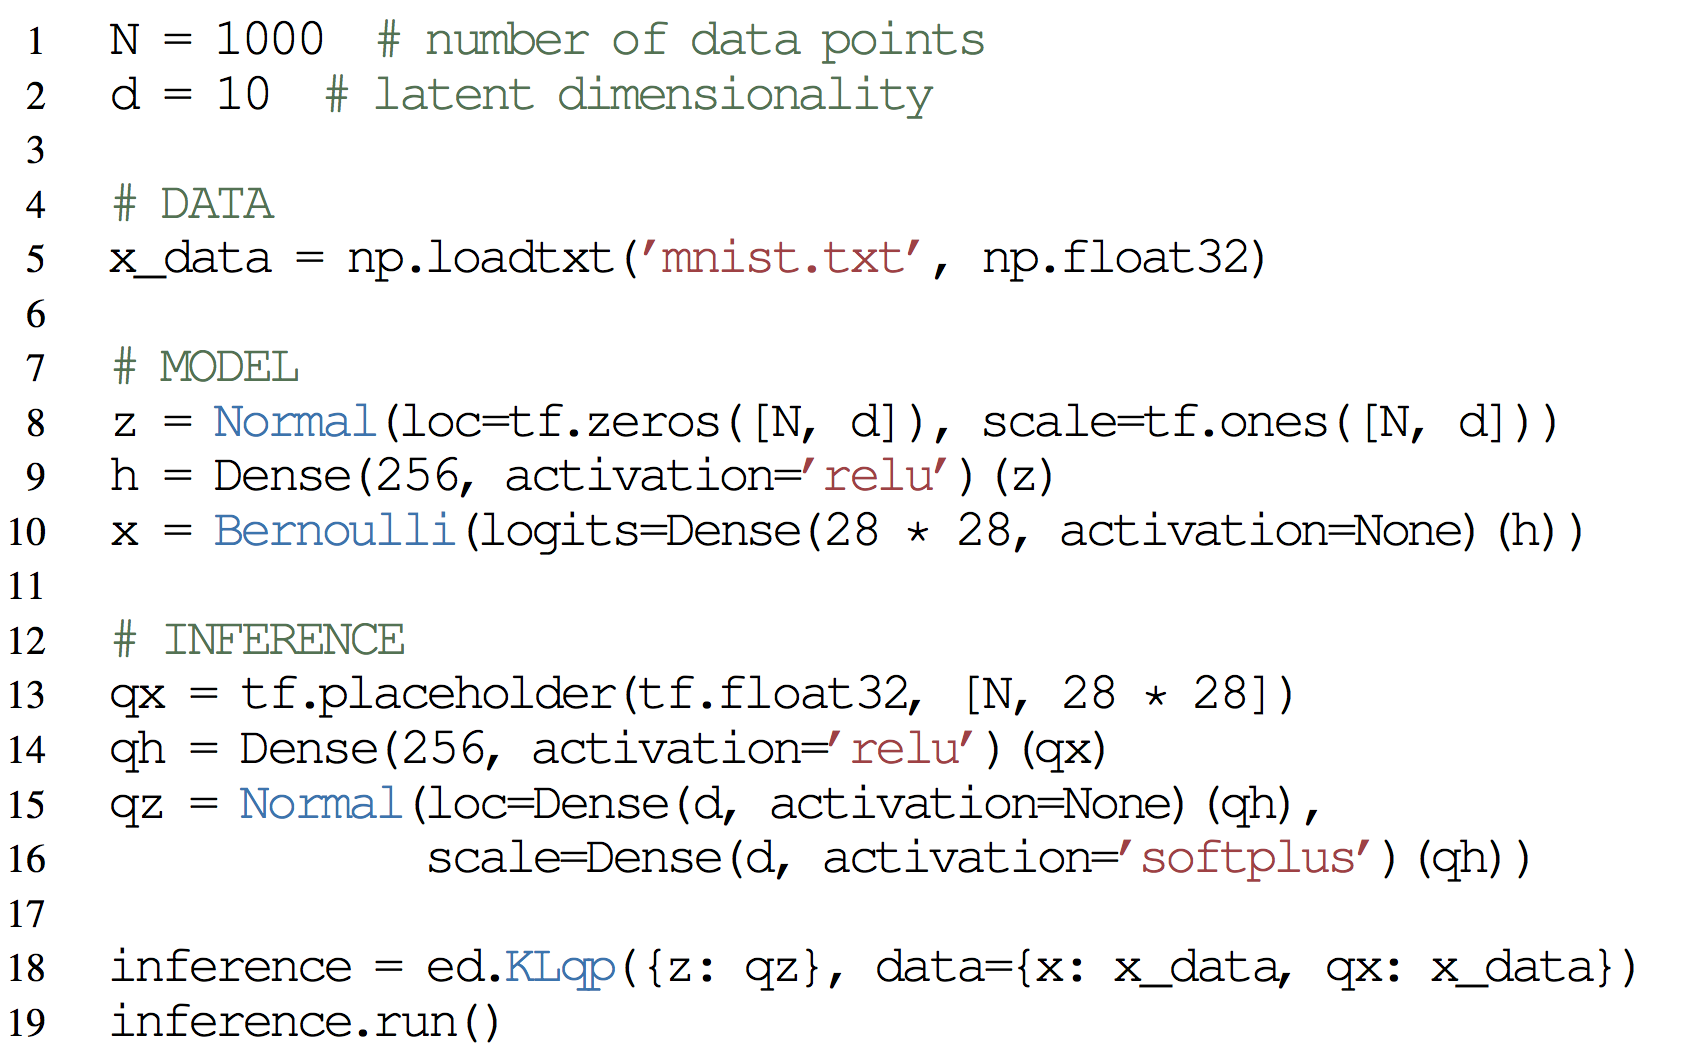 1 N = 1000 # number of data points
2 d = 10 # latent dimensionality
3
4 # DATA
5 x_data = np.loadtxt('mnist.txt', np.float32)
6
7 # MODEL
8 z = Normal(loc=tf.zeros([N, d]), scale=tf.ones([N, d]))
9 h = Dense(256, activation='relu')(z)
10 x = Bernoulli(logits=Dense(28 * 28, activation=None)(h))
11
12 # INFERENCE
13 qx = tf.placeholder(tf.float32, [N, 28 * 28])
14 qh = Dense(256, activation='relu')(qx)
15 qz = Normal(loc=Dense(d, activation=None)(qh),
16 scale=Dense(d, activation='softplus')(qh))
17
18 inference = ed.KLqp({z: qz}, data={x: x_data, qx: x_data})
19 inference.run()